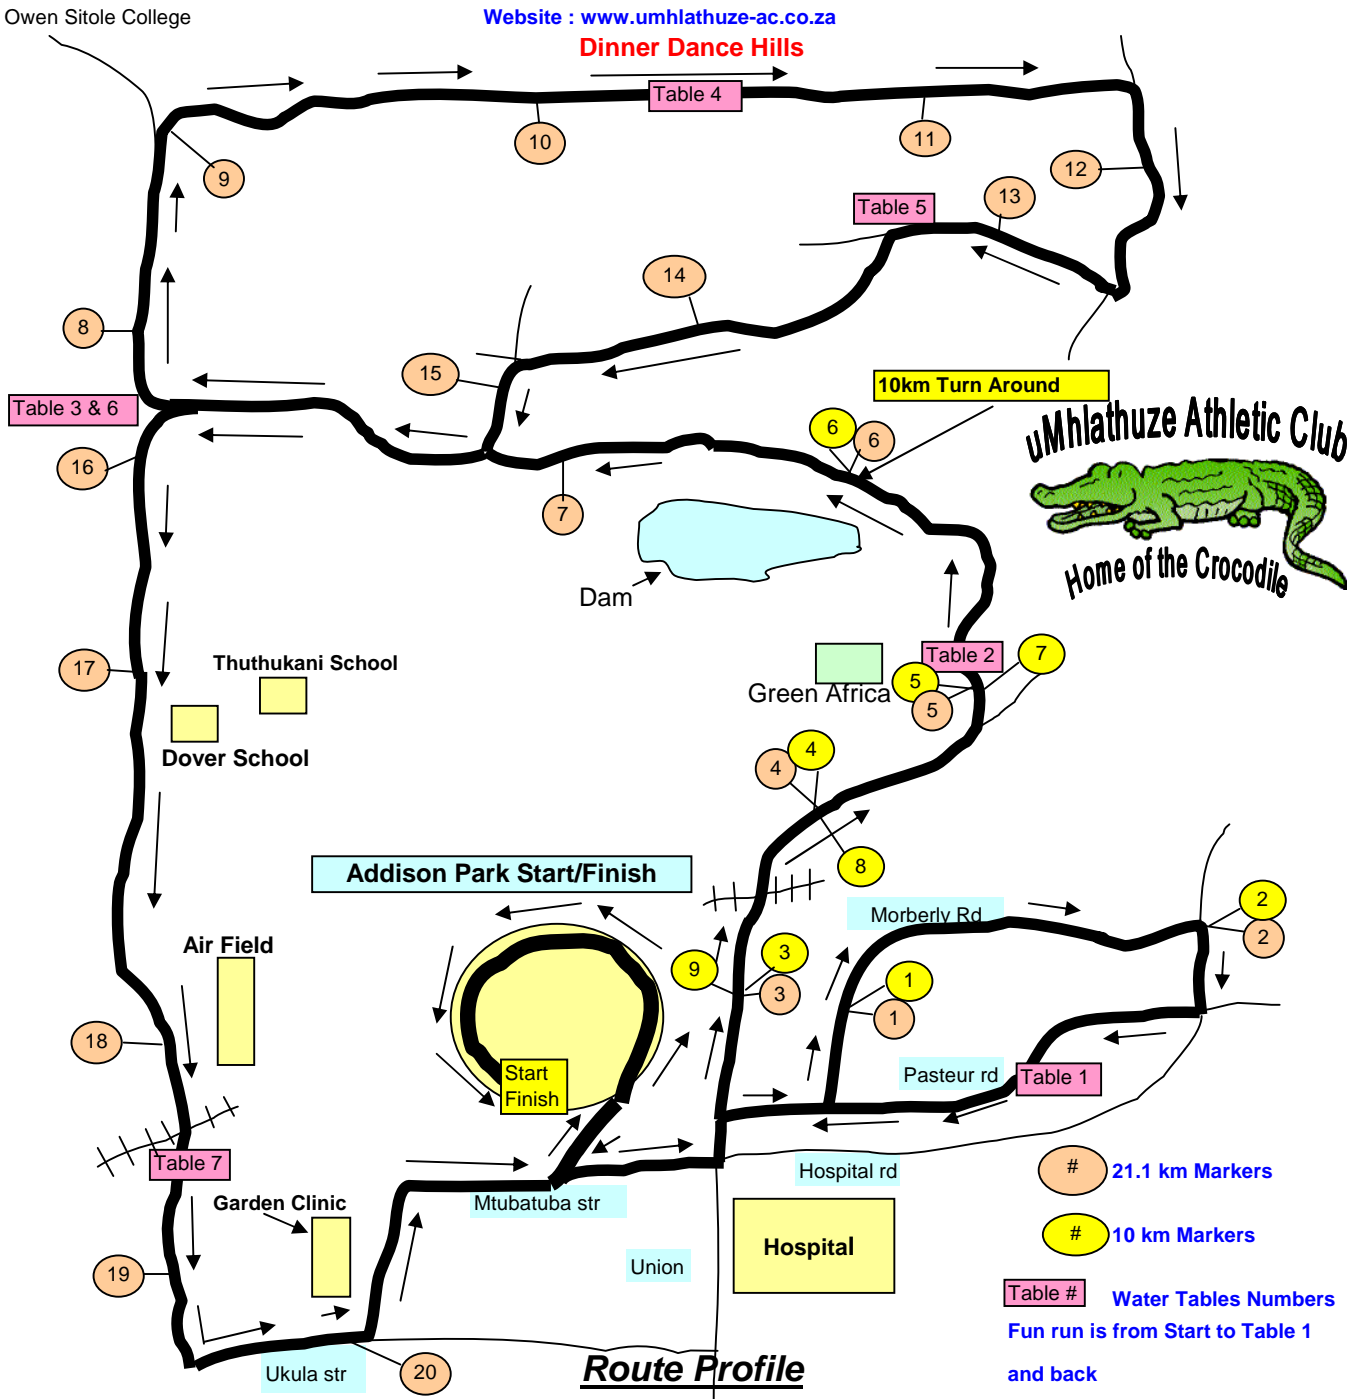 Owen Sitole College
Website : www.umhlathuze-ac.co.za
Dinner Dance Hills
Table 4
10
11
9
12
13
Table 5
14
8
15
10km Turn Around
Table 3 & 6
6
6
uMhlathuze Athletic Club
16
7
Home of the Crocodile
Dam
17
Thuthukani School
Table 2
7
5
Green Africa
5
Dover School
4
4
Addison Park Start/Finish
8
Morberly Rd
2
2
Air Field
3
9
3
1
1
18
Start
Finish
Pasteur rd
Table 1
Table 7
Hospital rd
#
21.1 km Markers
Garden Clinic
Mtubatuba str
#
10 km Markers
Hospital
Union
19
Table #
Water Tables Numbers
Fun run is from Start to Table 1
and back
Ukula str
20
Route Profile